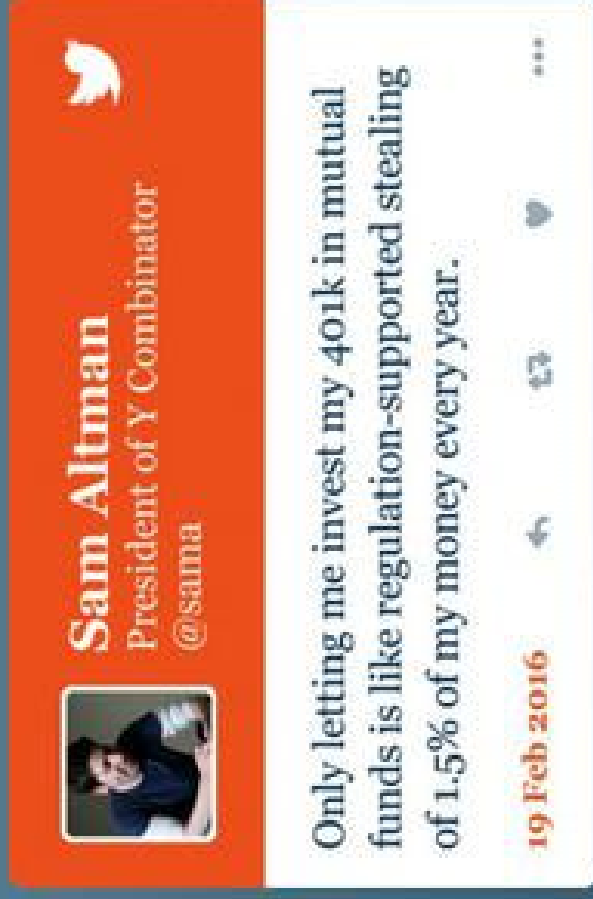 Sam Altman
President of Y Combinator
@sama
Only letting me invest my 401k in mutual
funds is like regulation-supported stealing
of 1.5% of my money every year.
19 Feb 2016